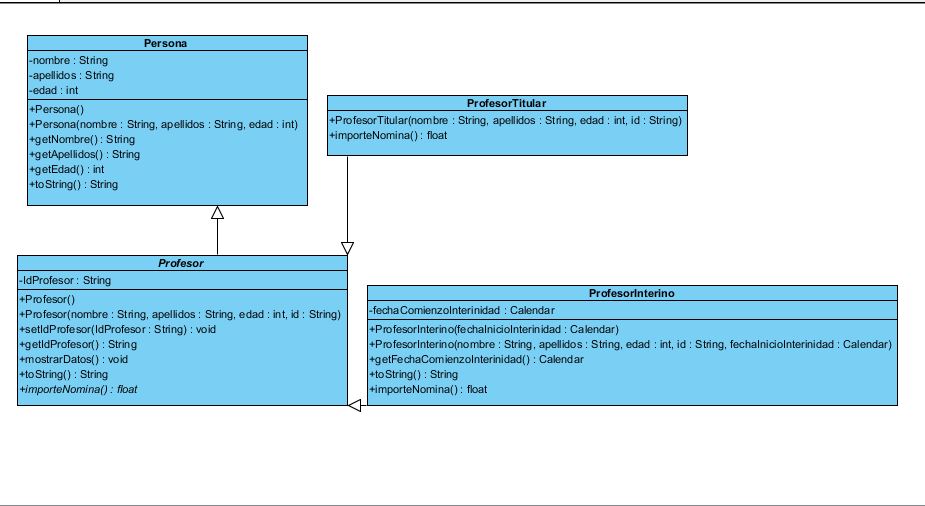 Persona
-nombre : String
-apellidos : String
-edad : int
+Persona()
+Persona(nombre : String, apellidos : String, edad : int)
+getNombre() : String
+getApellidos() : String
+getEdad() : int
+toString() : String
ProfesorTitular
+ProfesorTitular(nombre : String, apellidos : String, edad : int, id : String)
+importeNomina() : float
Profesor
-IdProfesor : String
+Profesor()
+Profesor(nombre : String, apellidos : String, edad : int, id : String)
+setIdProfesor(IdProfesor : String) : void
+getIdProfesor() : String
+mostrarDatos() : void
+toString() : String
+importeNomina() : float
ProfesorInterino
-fechaComienzoInterinidad : Calendar
+ProfesorInterino(fechaInicioInterinidad : Calendar)
+ProfesorInterino(nombre : String, apellidos : String, edad : int, id : String, fechaInicioInterinidad : Calendar)
+getFechaComienzoInterinidad() : Calendar
+toString() : String
+importeNomina() : float